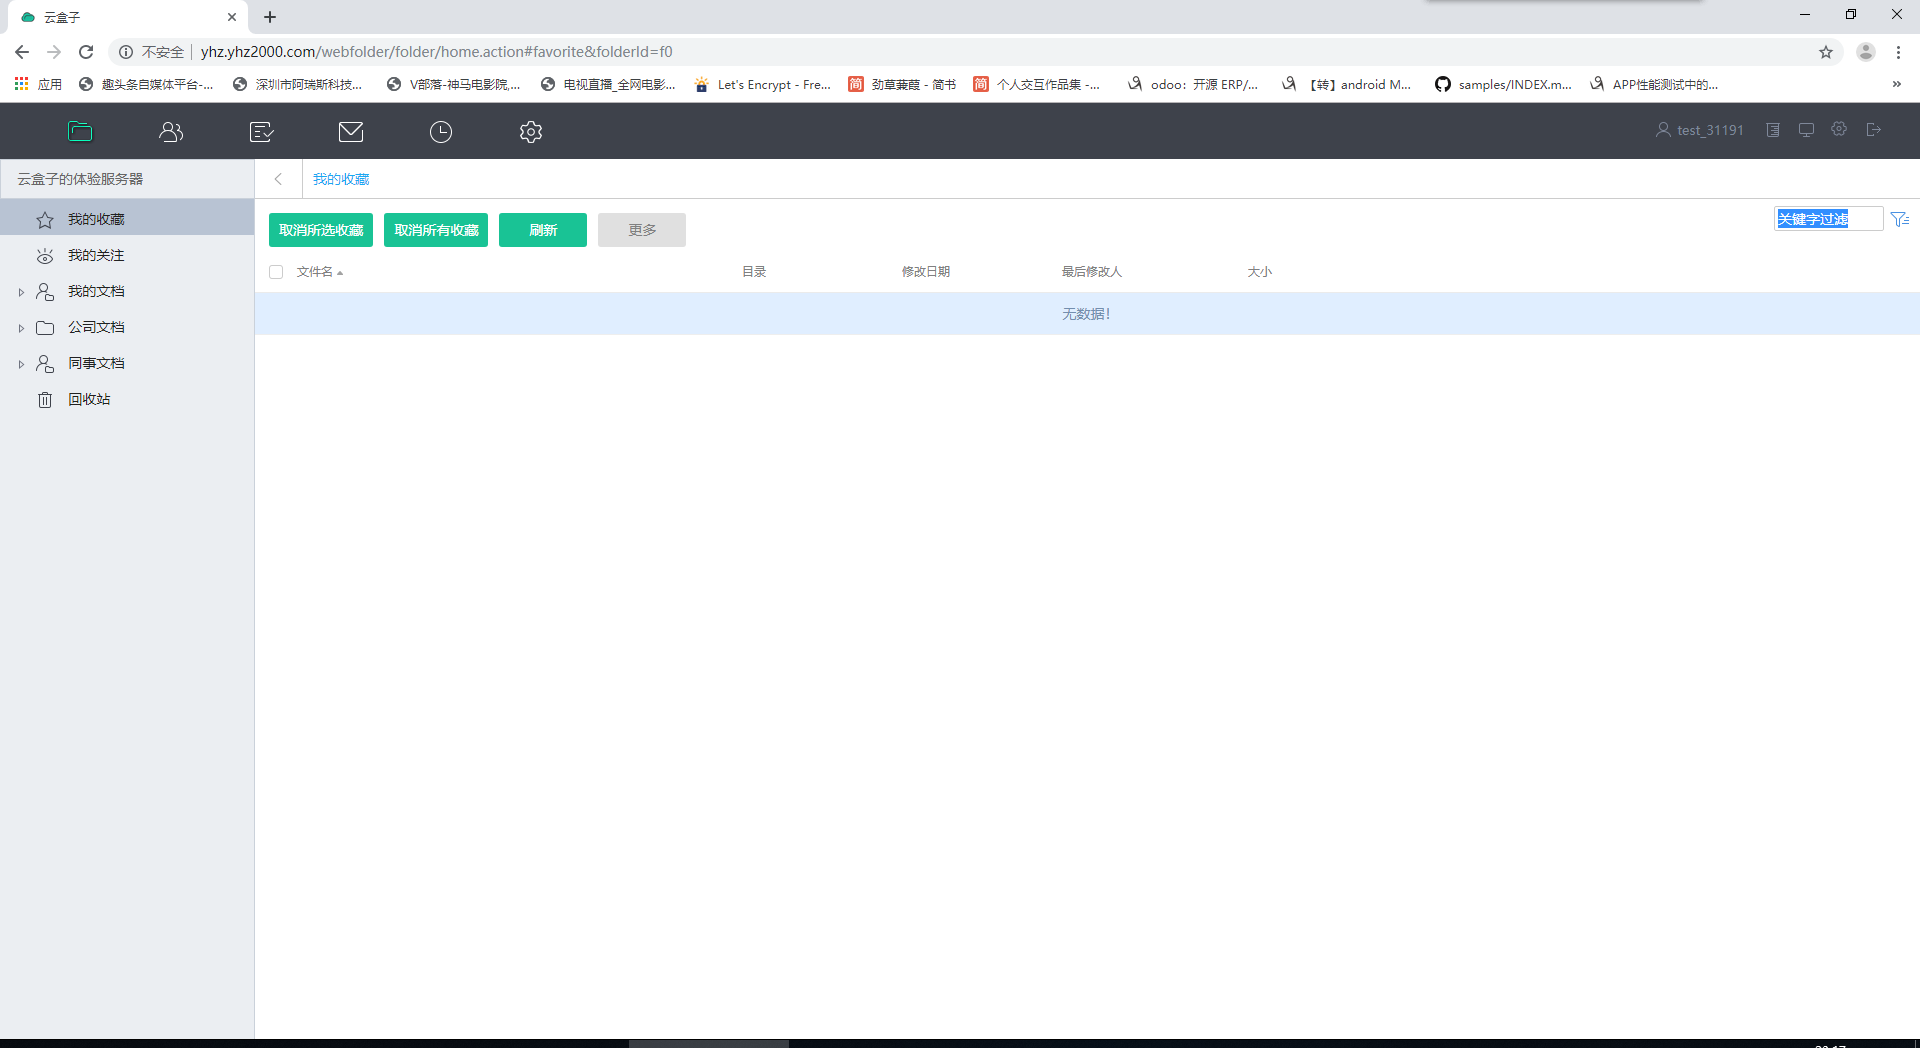 云盒子
不安全 yhz.yhz2000.com/webfolder/folder/home.action#favorite&folderId=f0
应用 趣头条自媒体平台-... 深圳市阿瑞斯科技... V部落-神马电影院,... 电视直播_全网电影... Let's Encrypt - Fre... 简 劲草蒹葭 - 简书 简 个人交互作品集 -... odoo：开源 ERP/... 【转】android M... samples/INDEX.m... APP性能测试中的... »
test_31191
云盒子的体验服务器
我的收藏
我的收藏
我的关注
我的文档
公司文档
同事文档
回收站
取消所选收藏 取消所有收藏 刷新 更多
关键字过滤
文件名 目录 修改日期 最后修改人 大小
无数据!